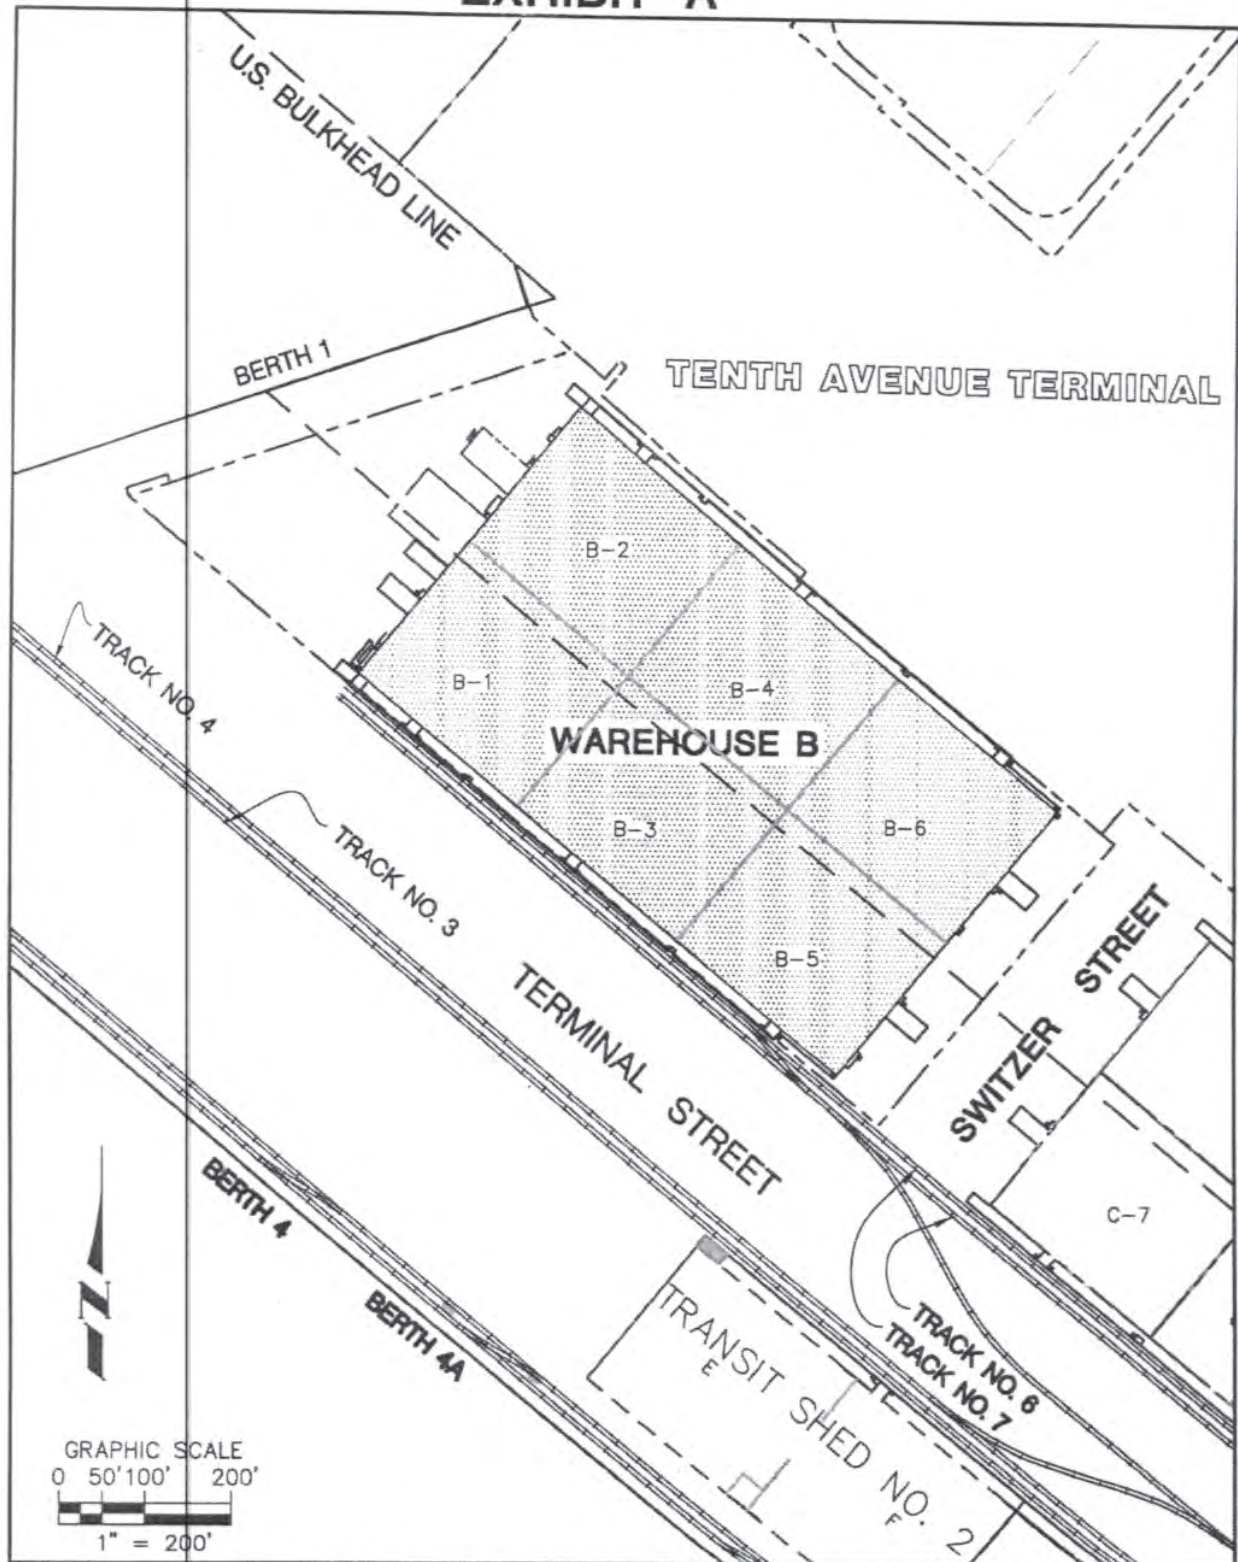 EXHIBIT "A"
U.S. BULKHEAD LINE
BERTH 1
TENTH AVENUE TERMINAL
B-2
TRACK NO. 4
B-1
B-4
WAREHOUSE B
B-3
B-6
TRACK NO. 3
B-5
SWITZER STREET
TERMINAL STREET
BERTH 4
C-7
BERTH 4A
TRANSIT SHED NO. 2
E
F
TRACK NO. 6
TRACK NO. 7
N
GRAPHIC SCALE
0 50' 100' 200'
1" = 200'